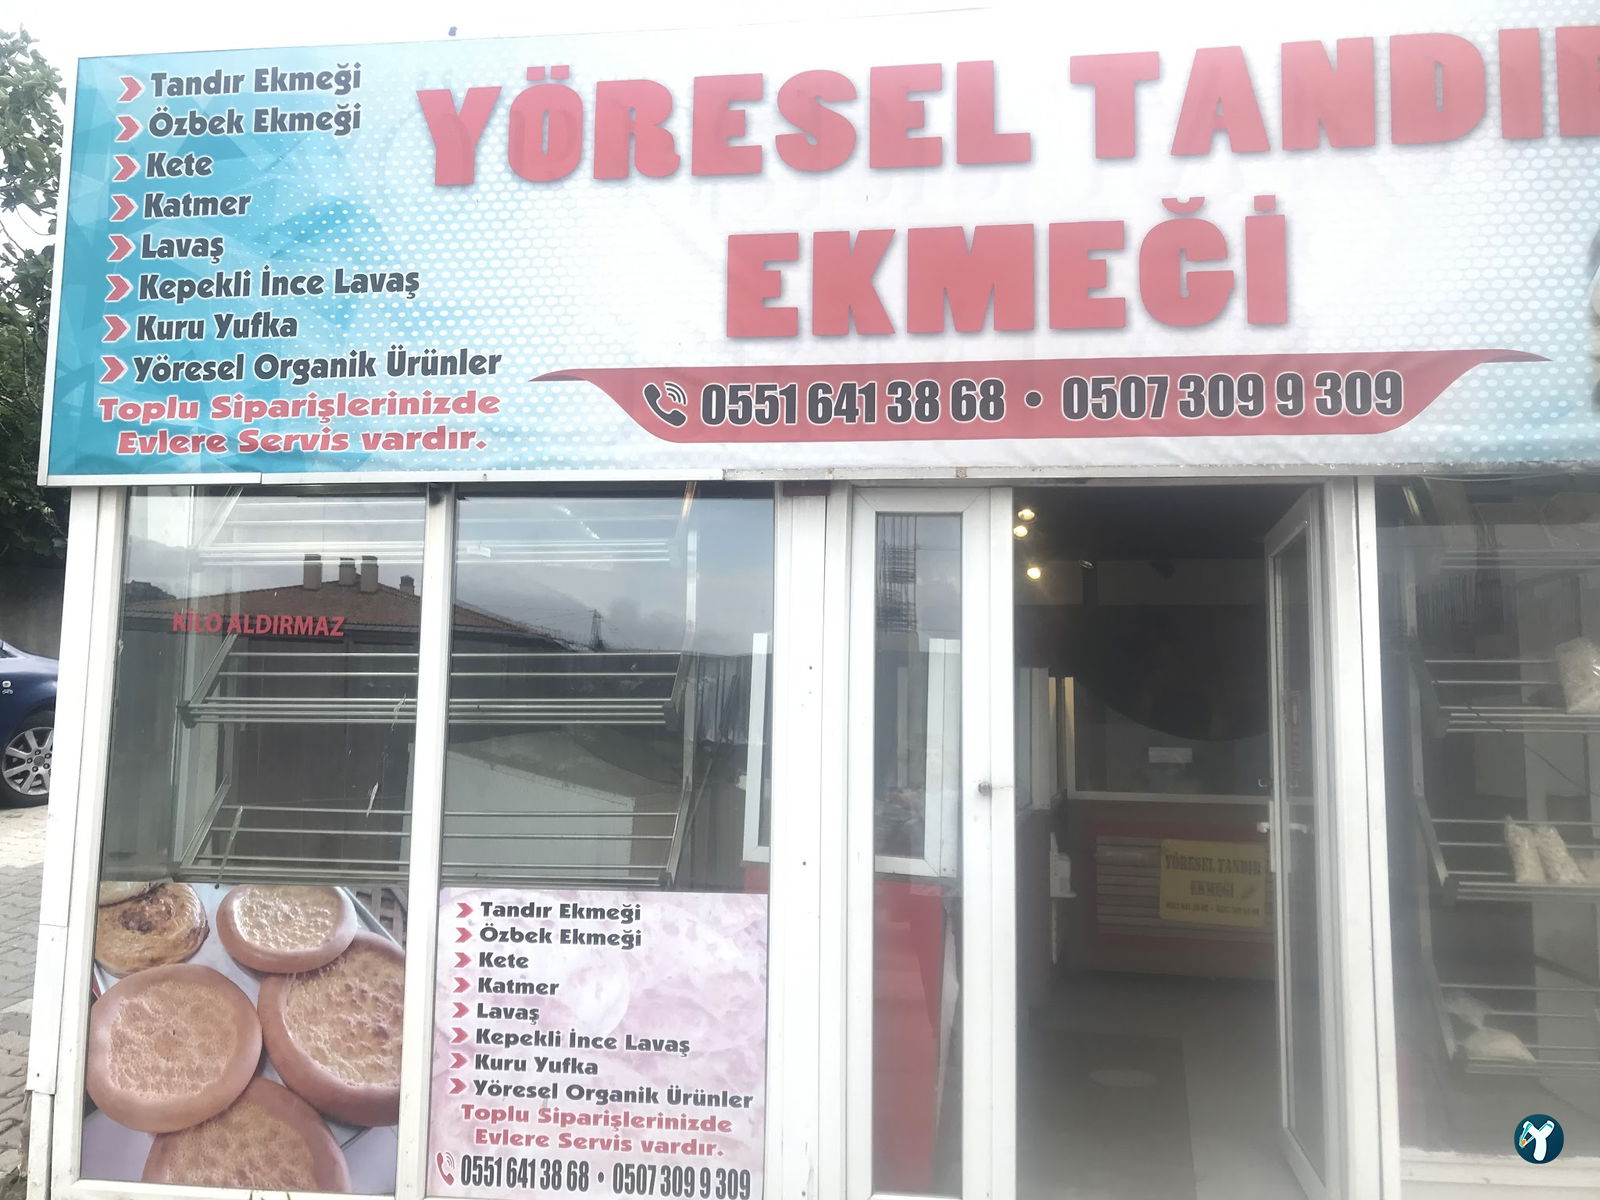 Tandır Ekmeği
Özbek Ekmeği
Kete
Katmer
Lavaş
Kepekli İnce Lavaş
Kuru Yufka
Yöresel Organik Ürünler
Toplu Siparişlerinizde
Evlere Servis vardır.
YÖRESEL TANDIR
EKMEĞİ
0551 641 38 68 • 0507 309 9 309
KİLO ALDIRMAZ
YÖRESEL TANDIR
EKMEĞİ
Tandır Ekmeği
Özbek Ekmeği
Kete
Katmer
Lavaş
Kepekli İnce Lavaş
Kuru Yufka
Yöresel Organik Ürünler
Toplu Siparişlerinizde
Evlere Servis vardır.
0551 641 38 68 • 0507 309 9 309